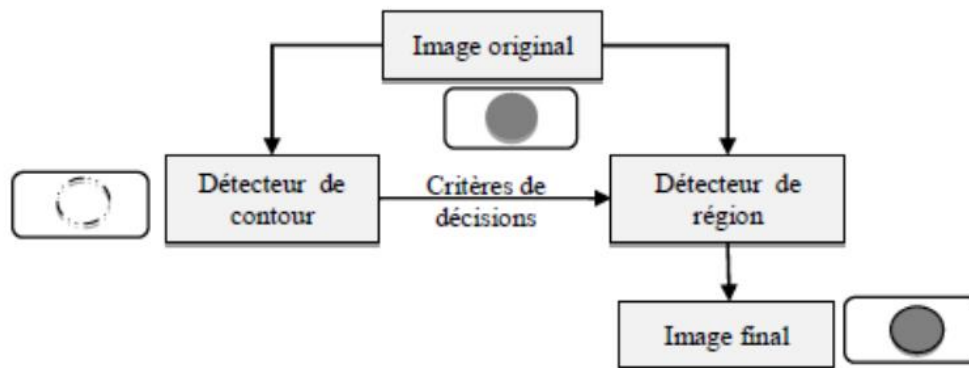 Image original
Détecteur de
contour
Critères de
décisions
Détecteur de
région
Image final